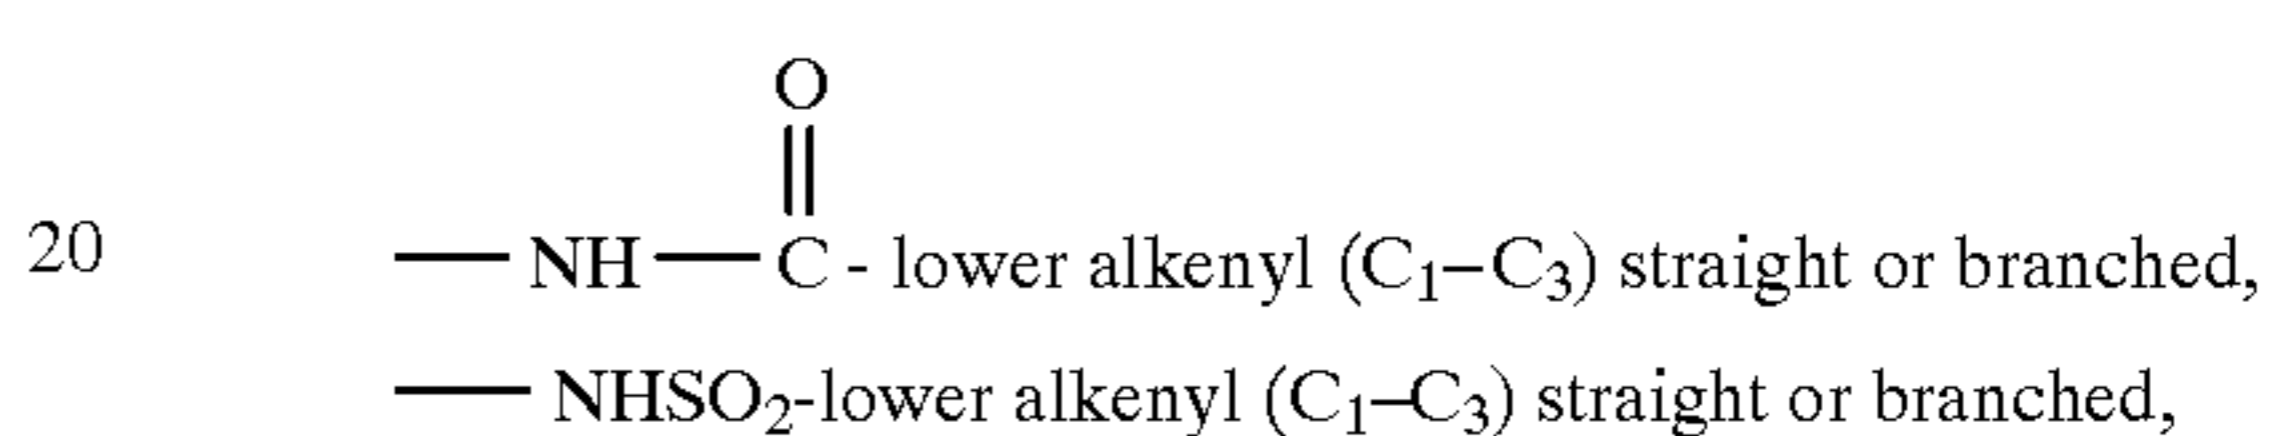 O
20 —NH—C - lower alkenyl (C₁–C₃) straight or branched,
—NHSO₂-lower alkenyl (C₁–C₃) straight or branched,